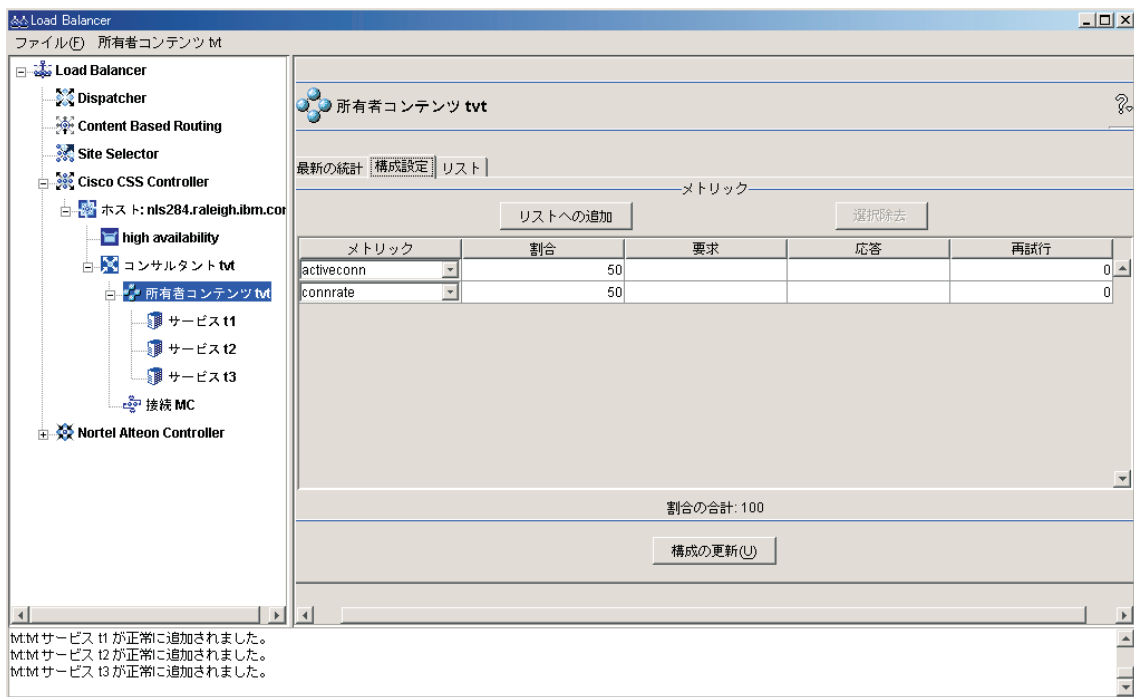 Load Balancer
ファイル(F) 所有者コンテンツ tvt
Load Balancer
Dispatcher
Content Based Routing
Site Selector
Cisco CSS Controller
ホスト: nls284.raleigh.ibm.cor
high availability
コンサルタント tvt
所有者コンテンツ tvt
サービス t1
サービス t2
サービス t3
接続 MC
Nortel Alteon Controller
所有者コンテンツ tvt
最新の統計 構成設定 リスト
メトリック
リストへの追加 選択除去
メトリック 割合 要求 応答 再試行
activeconn 50 0
connrate 50 0
割合の合計: 100
構成の更新(U)
tvt:tvt サービス t1 が正常に追加されました。
tvt:tvt サービス t2 が正常に追加されました。
tvt:tvt サービス t3 が正常に追加されました。